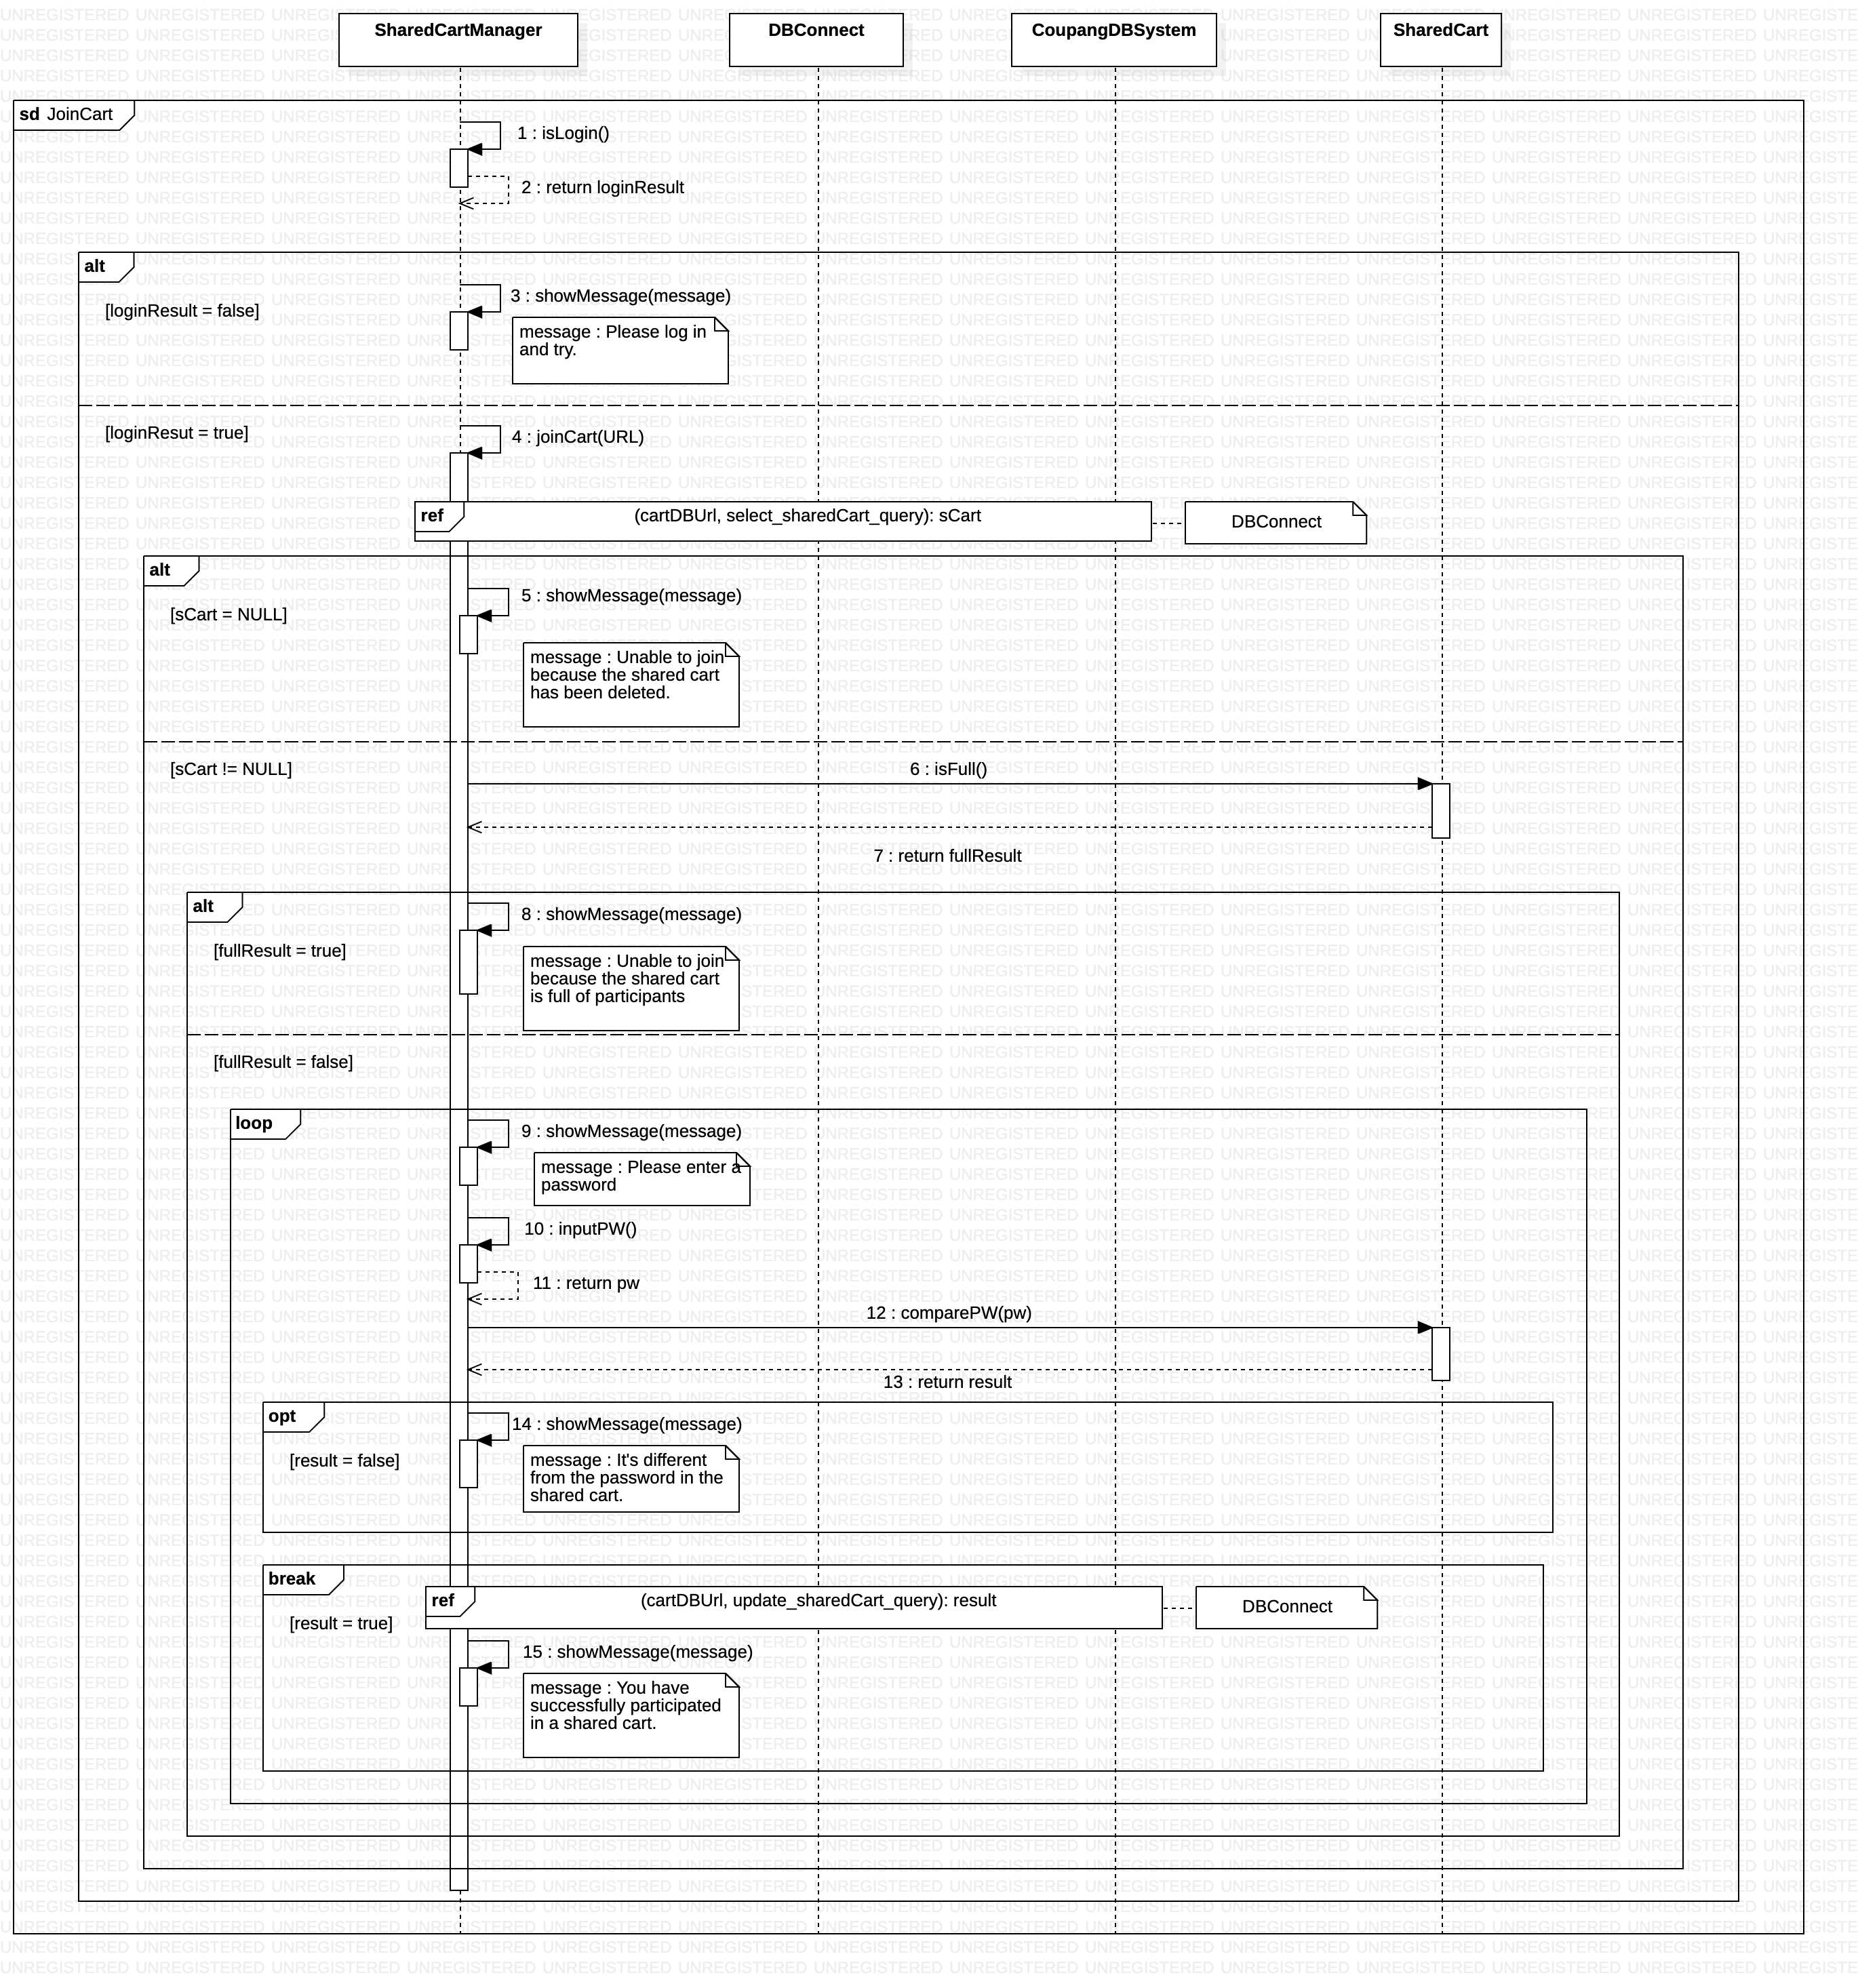 SharedCartManager
DBConnect
CoupangDBSystem
SharedCart
sd JoinCart
1 : isLogin()
2 : return loginResult
alt
3 : showMessage(message)
[loginResult = false]
message : Please log in
and try.
[loginResut = true]
4 : joinCart(URL)
ref
(cartDBUrl, select_sharedCart_query): sCart
DBConnect
alt
5 : showMessage(message)
[sCart = NULL]
message : Unable to join
because the shared cart
has been deleted.
[sCart != NULL]
6 : isFull()
7 : return fullResult
alt
8 : showMessage(message)
[fullResult = true]
message : Unable to join
because the shared cart
is full of participants
[fullResult = false]
loop
9 : showMessage(message)
message : Please enter a
password
10 : inputPW()
11 : return pw
12 : comparePW(pw)
13 : return result
opt
14 : showMessage(message)
[result = false]
message : It's different
from the password in the
shared cart.
break
ref
(cartDBUrl, update_sharedCart_query): result
DBConnect
[result = true]
15 : showMessage(message)
message : You have
successfully participated
in a shared cart.